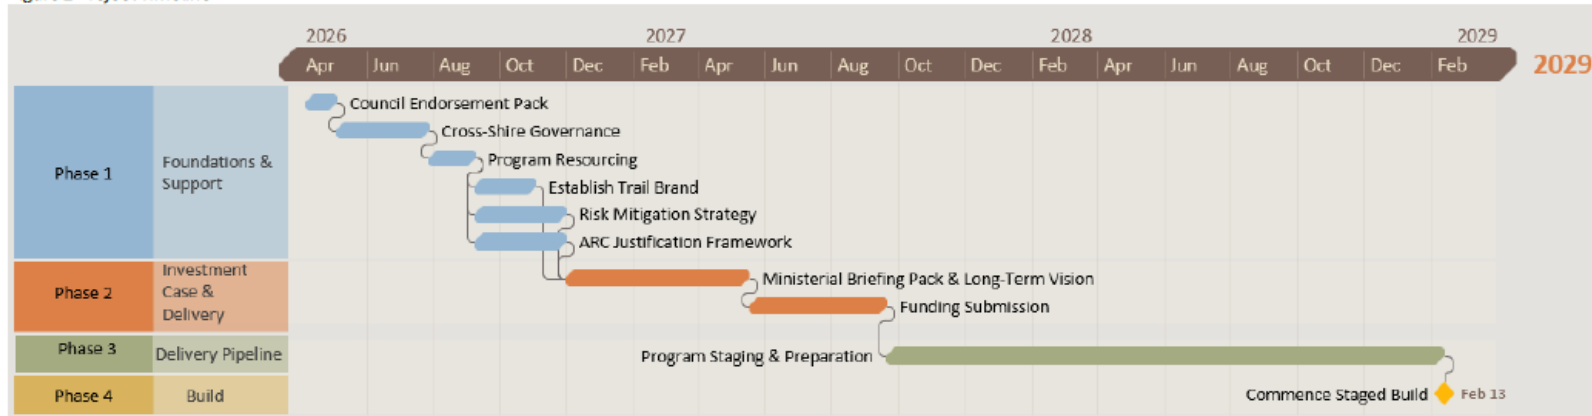 2026 2027 2028 2029
Apr Jun Aug Oct Dec Feb Apr Jun Aug Oct Dec Feb Apr Jun Aug Oct Dec Feb 2029
Phase 1
Foundations &
Support
Council Endorsement Pack
Cross-Shire Governance
Program Resourcing
Establish Trail Brand
Risk Mitigation Strategy
ARC Justification Framework
Phase 2
Investment
Case &
Delivery
Ministerial Briefing Pack & Long-Term Vision
Funding Submission
Phase 3
Delivery Pipeline
Program Staging & Preparation
Phase 4
Build
Commence Staged Build
Feb 13